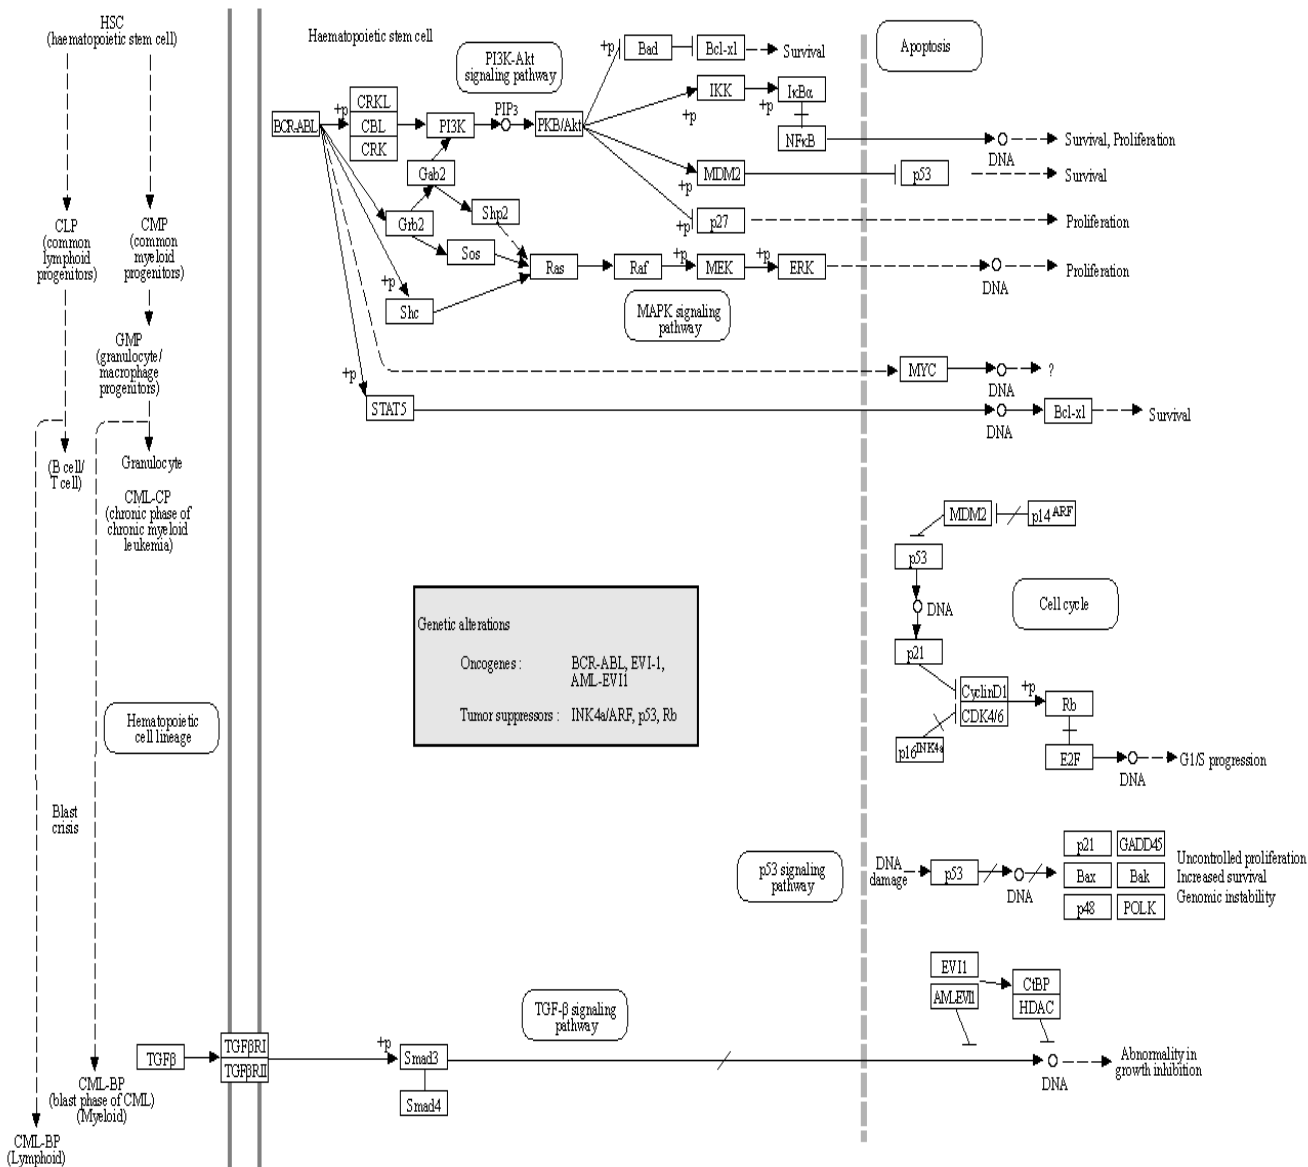 HSC
(haematopoietic stem cell)
CLP
(common
lymphoid
progenitors)
CMP
(common
myeloid
progenitors)
GMP
(granulocyte/
macrophage
progenitors)
(B cell/
T cell)
Granulocyte
CML-CP
(chronic phase of
chronic myeloid
leukemia)
Hematopoietic
cell lineage
Blast
crisis
CML-BP
(blast phase of CML)
(Myeloid)
CML-BP
(Lymphoid)
Haematopoietic stem cell
PI3K-Akt
signaling pathway
Apoptosis
BCR-ABL
+p
CRKL
CBL
CRK
PI3K
PIP3
PKB/Akt
+p
Bad
Bcl-xl
Survival
+p
IKK
+p
IκBα
NFκB
DNA
Survival, Proliferation
+p
MDM2
p53
Survival
+p
p27
Proliferation
Gab2
Grb2
Shp2
Sos
+p
Shc
Ras
Raf
+p
MEK
+p
ERK
DNA
Proliferation
MAPK signaling
pathway
MYC
DNA
?
+p
STAT5
DNA
Bcl-xl
Survival
MDM2
p14ARF
p53
DNA
p21
Cell cycle
CyclinD1
CDK4/6
+p
Rb
p16INK4a
E2F
DNA
G1/S progression
Genetic alterations
Oncogenes : BCR-ABL, EVI-1,
AML-EVI1
Tumor suppressors : INK4a/ARF, p53, Rb
p53 signaling
pathway
DNA
damage
p53
DNA
p21
GADD45
Bax
Bak
p48
POLK
Uncontrolled proliferation
Increased survival
Genomic instability
EVI1
AMLEVI1
CtBP
HDAC
TGF-β signaling
pathway
TGFβ
TGFβRI
TGFβRII
+p
Smad3
Smad4
DNA
Abnormality in
growth inhibition